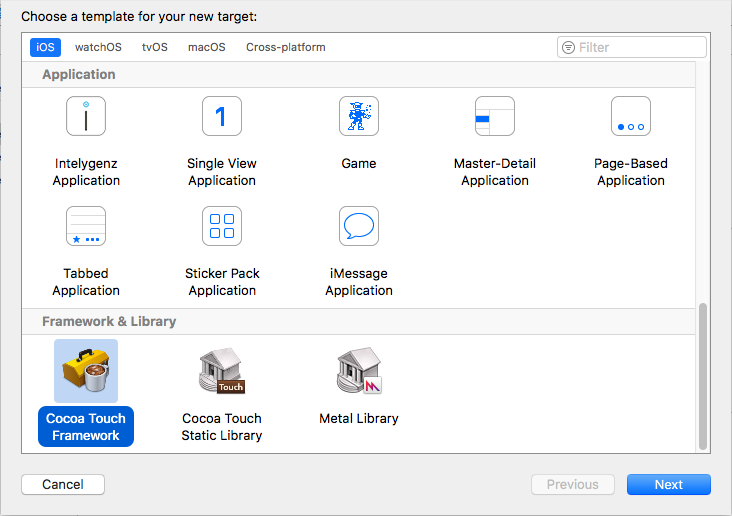 Choose a template for your new target:
iOS watchOS tvOS macOS Cross-platform Filter
Application
1
Intelygenz Application
Single View Application
Game
Master-Detail Application
Page-Based Application
Tabbed Application
Sticker Pack Application
iMessage Application
Framework & Library
Touch
Cocoa Touch Framework
Cocoa Touch Static Library
Metal Library
Cancel Previous Next